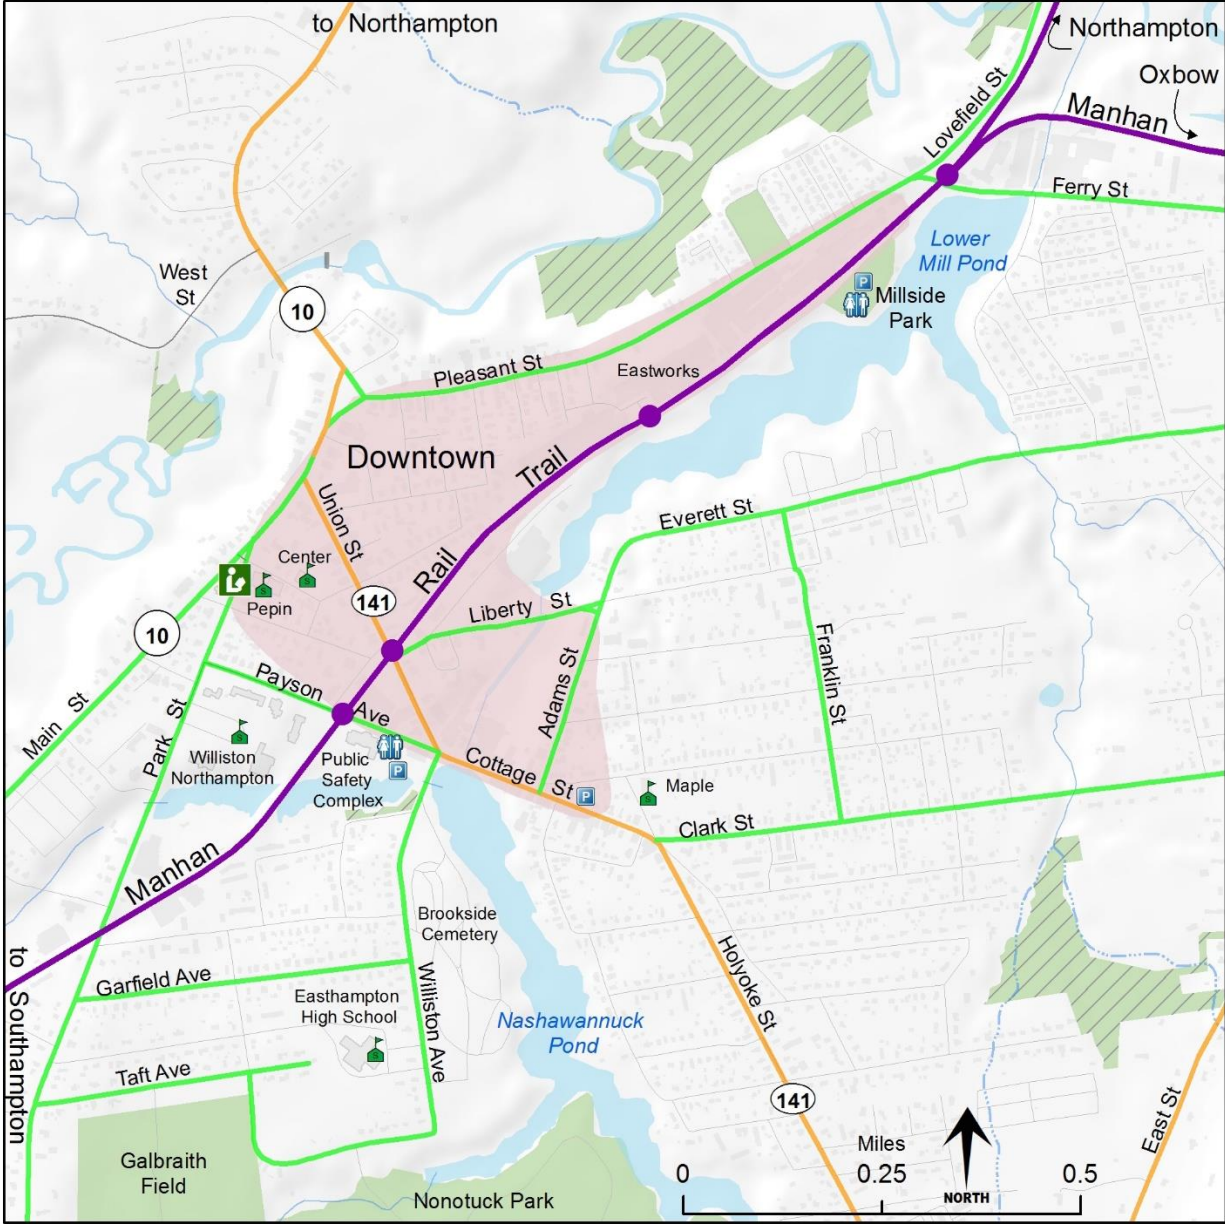 to Northampton
Northampton
Oxbow
Manhan
Lovefield St
Ferry St
West
St
10
Lower
Mill Pond
P
Millside
Park
Pleasant St
Eastworks
Downtown
Trail
Union St
Everett St
Rail
Center
S
S
Pepin
141
Liberty St
10
Franklin St
Adams St
Payson Ave
Main St
Park St
S
Williston
Northampton
Public
Safety
Complex
P
Cottage St
P
S
Maple
Clark St
Manhan
Brookside
Cemetery
Holyoke St
to Southampton
Garfield Ave
Williston Ave
Easthampton
High School
S
Nashawannuck
Pond
Taft Ave
141
East St
Miles
0
0.25
0.5
NORTH
Galbraith
Field
Nonotuck Park